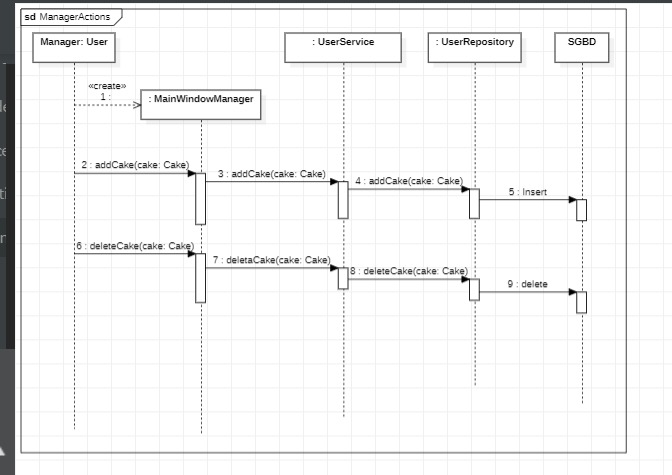 sd ManagerActions
Manager: User
: UserService
: UserRepository
SGBD
«create»
1 :
: MainWindowManager
2 : addCake(cake: Cake)
3 : addCake(cake: Cake)
4 : addCake(cake: Cake)
5 : Insert
6 : deleteCake(cake: Cake)
7 : deletaCake(cake: Cake)
8 : deleteCake(cake: Cake)
9 : delete